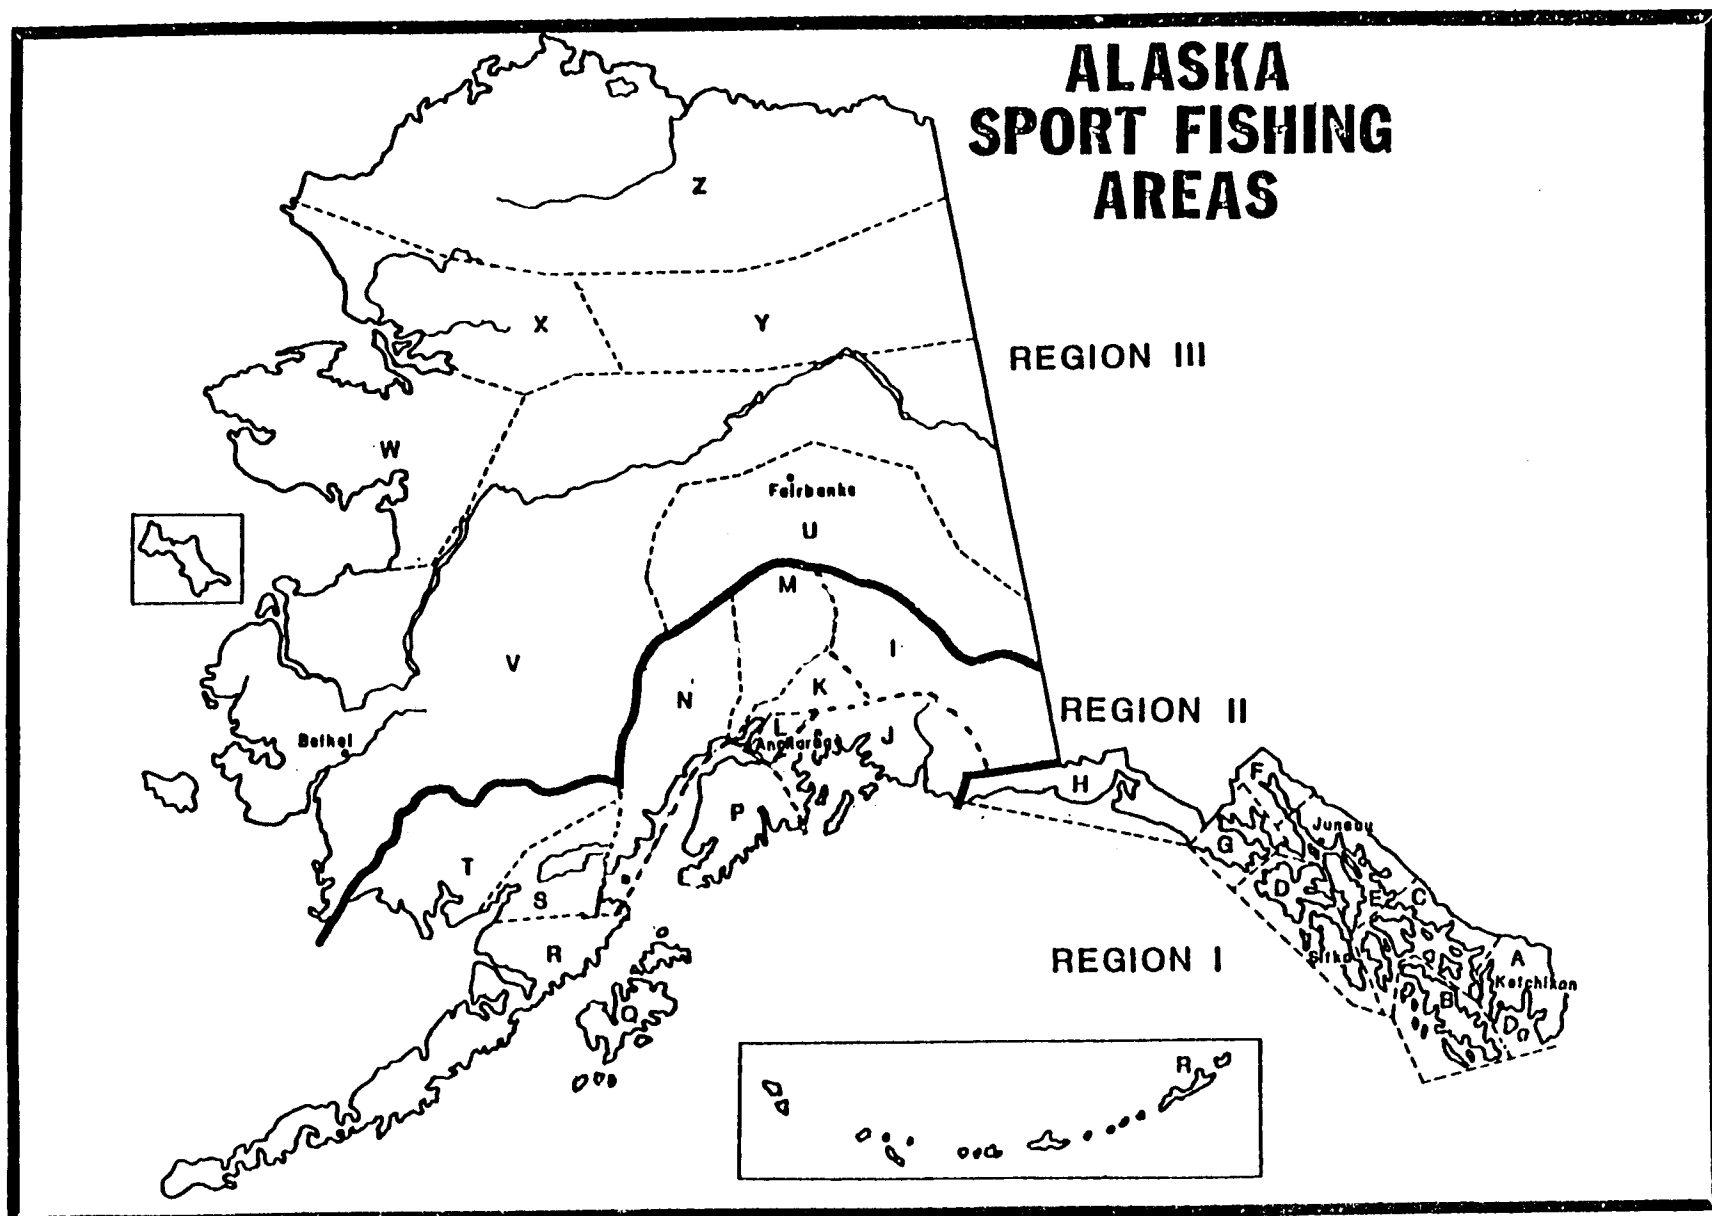 ALASKA
SPORT FISHING
AREAS
Z
X
Y
REGION III
W
Fairbanks
U
M
V
I
N
K
REGION II
L
Anchorage
J
Bethel
H
F
P
Juneau
G
T
D
S
E
C
R
REGION I
Sitka
A
Ketchikan
B
Q
R